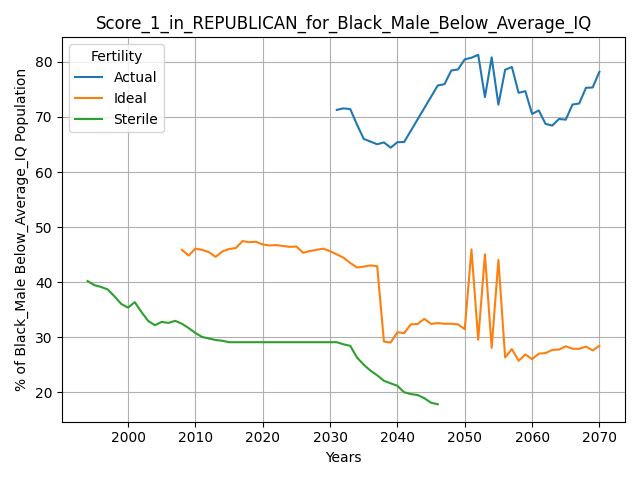 Score_1_in_REPUBLICAN_for_Black_Male_Below_Average_IQ
Fertility
Actual
Ideal
Sterile
% of Black_Male Below_Average_IQ Population
80
70
60
50
40
30
20
2000 2010 2020 2030 2040 2050 2060 2070
Years